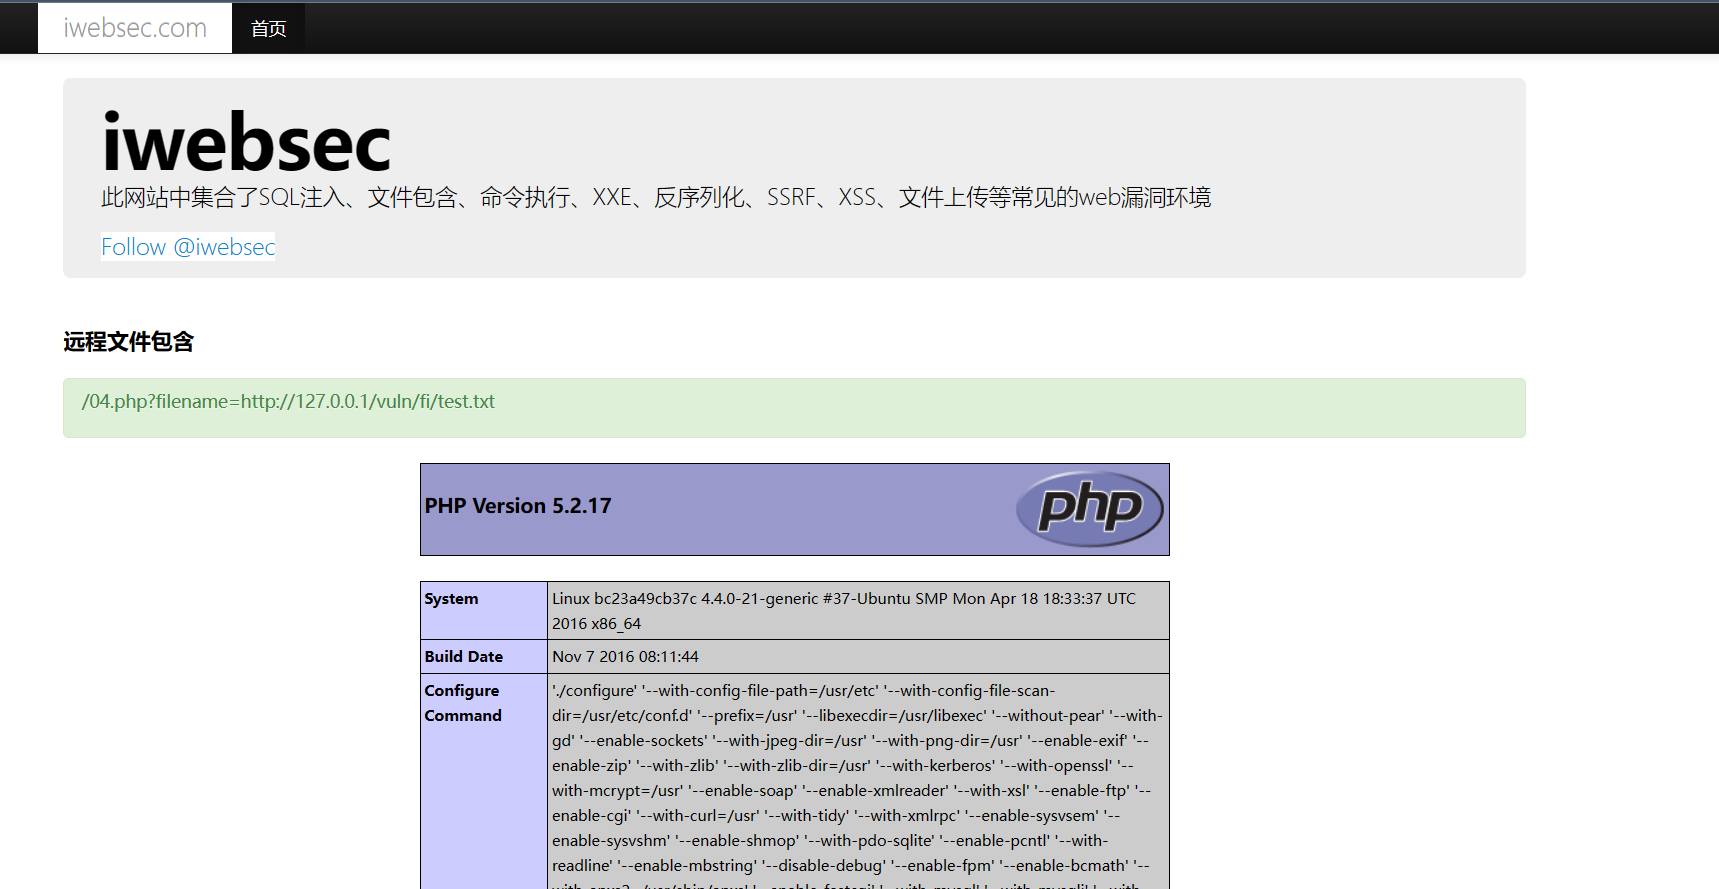 iwebsec.com 首页
iwebsec
此网站中集合了SQL注入、文件包含、命令执行、XXE、反序列化、SSRF、XSS、文件上传等常见的web漏洞环境
Follow @iwebsec
远程文件包含
/04.php?filename=http://127.0.0.1/vuln/fi/test.txt
PHP Version 5.2.17
php
System
Linux bc23a49cb37c 4.4.0-21-generic #37-Ubuntu SMP Mon Apr 18 18:33:37 UTC
2016 x86_64
Build Date
Nov 7 2016 08:11:44
Configure
Command
'./configure' '--with-config-file-path=/usr/etc' '--with-config-file-scan-
dir=/usr/etc/conf.d' '--prefix=/usr' '--libexecdir=/usr/libexec' '--without-pear' '--with-
gd' '--enable-sockets' '--with-jpeg-dir=/usr' '--with-png-dir=/usr' '--enable-exif' '--
enable-zip' '--with-zlib' '--with-zlib-dir=/usr' '--with-kerberos' '--with-openssl' '--
with-mcrypt=/usr' '--enable-soap' '--enable-xmlreader' '--with-xsl' '--enable-ftp' '--
enable-cgi' '--with-curl=/usr' '--with-tidy' '--with-xmlrpc' '--enable-sysvsem' '--
enable-sysvshm' '--enable-shmop' '--with-pdo-sqlite' '--enable-pcntl' '--with-
readline' '--enable-mbstring' '--disable-debug' '--enable-fpm' '--enable-bcmath' '--